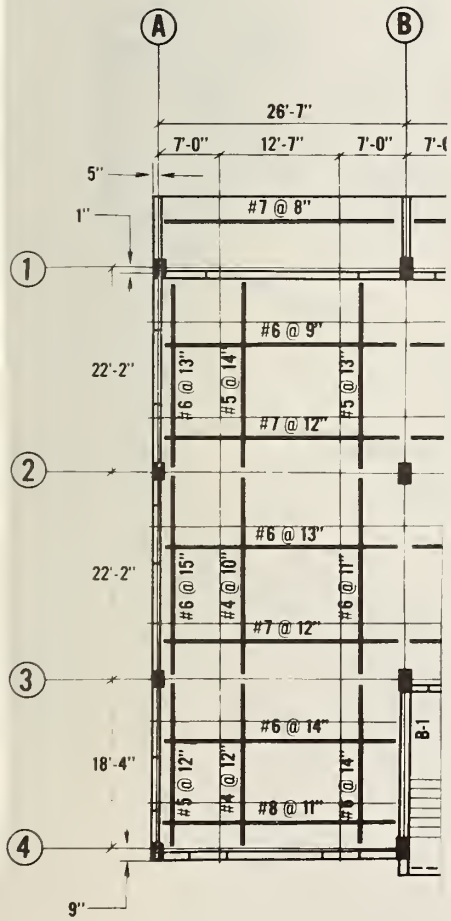 A
B
26'-7"
7'-0"
12'-7"
7'-0"
5"
#7 @ 8"
1"
1
#6 @ 9"
22'-2"
#6 @ 13"
#5 @ 14"
#5 @ 13"
#7 @ 12"
2
#6 @ 13"
22'-2"
#6 @ 15"
#4 @ 10"
#6 @ 11"
#7 @ 12"
3
#6 @ 14"
B-1
18'-4"
#5 @ 12"
#4 @ 12"
#6 @ 14"
#8 @ 11"
4
9"